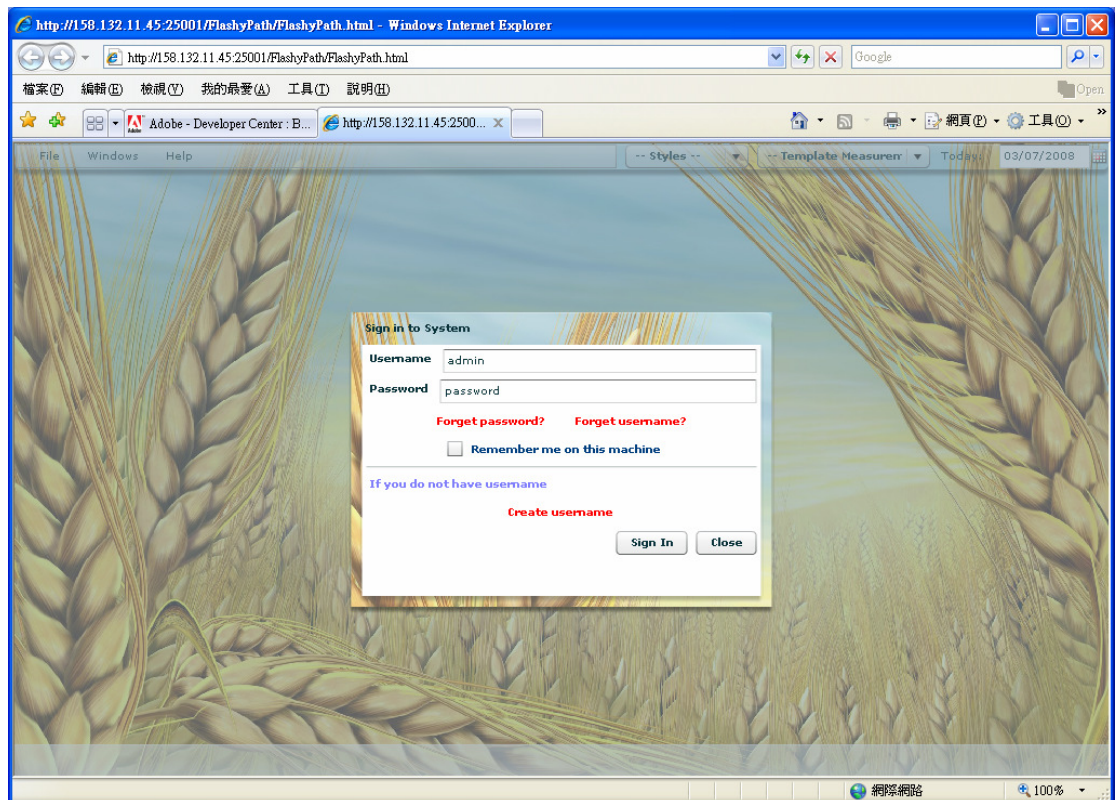 http://158.132.11.45:25001/FlashyPath/FlashyPath.html - Windows Internet Explorer
http://158.132.11.45:25001/FlashyPath/FlashyPath.html
Google
檔案(F) 編輯(E) 檢視(V) 我的最愛(A) 工具(T) 說明(H)
Open
Adobe - Developer Center : B... http://158.132.11.45:2500...
網頁(P) 工具(O)
File Windows Help
-- Styles --
-- Template Measurem
Today: 03/07/2008
Sign in to System
Username admin
Password password
Forget password? Forget username?
Remember me on this machine
If you do not have username
Create username
Sign In Close
網際網路
100%